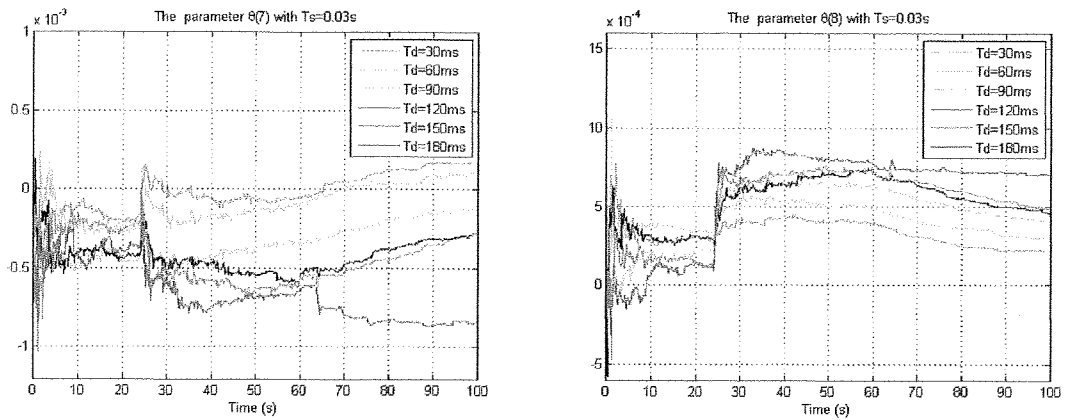 The parameter θ(7) with Ts=0.03s
x 10⁻³
1
0.5
0
-0.5
-1
Td=30ms
Td=60ms
Td=90ms
Td=120ms
Td=150ms
Td=180ms
0 10 20 30 40 50 60 70 80 90 100
Time (s)
The parameter θ(8) with Ts=0.03s
x 10⁻⁴
15
10
5
0
-5
Td=30ms
Td=60ms
Td=90ms
Td=120ms
Td=150ms
Td=180ms
0 10 20 30 40 50 60 70 80 90 100
Time (s)